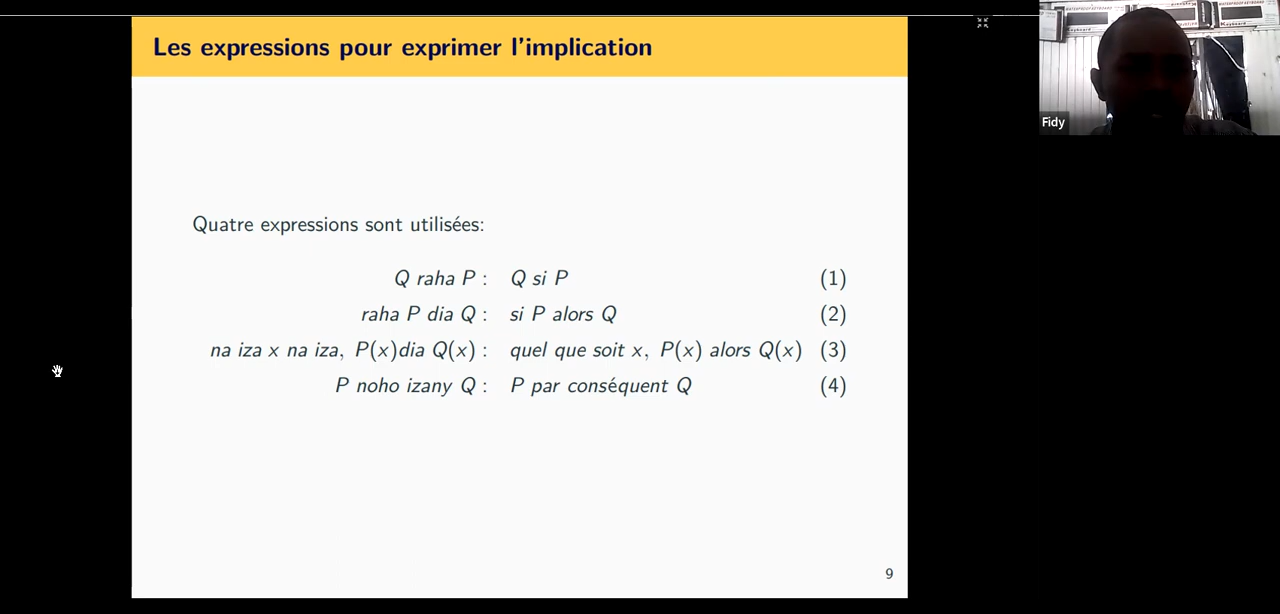 Les expressions pour exprimer l'implication
Quatre expressions sont utilisées:
Q raha P : Q si P (1)
raha P dia Q : si P alors Q (2)
na iza x na iza, P(x)dia Q(x) : quel que soit x, P(x) alors Q(x) (3)
P noho izany Q : P par conséquent Q (4)
9
Fidy